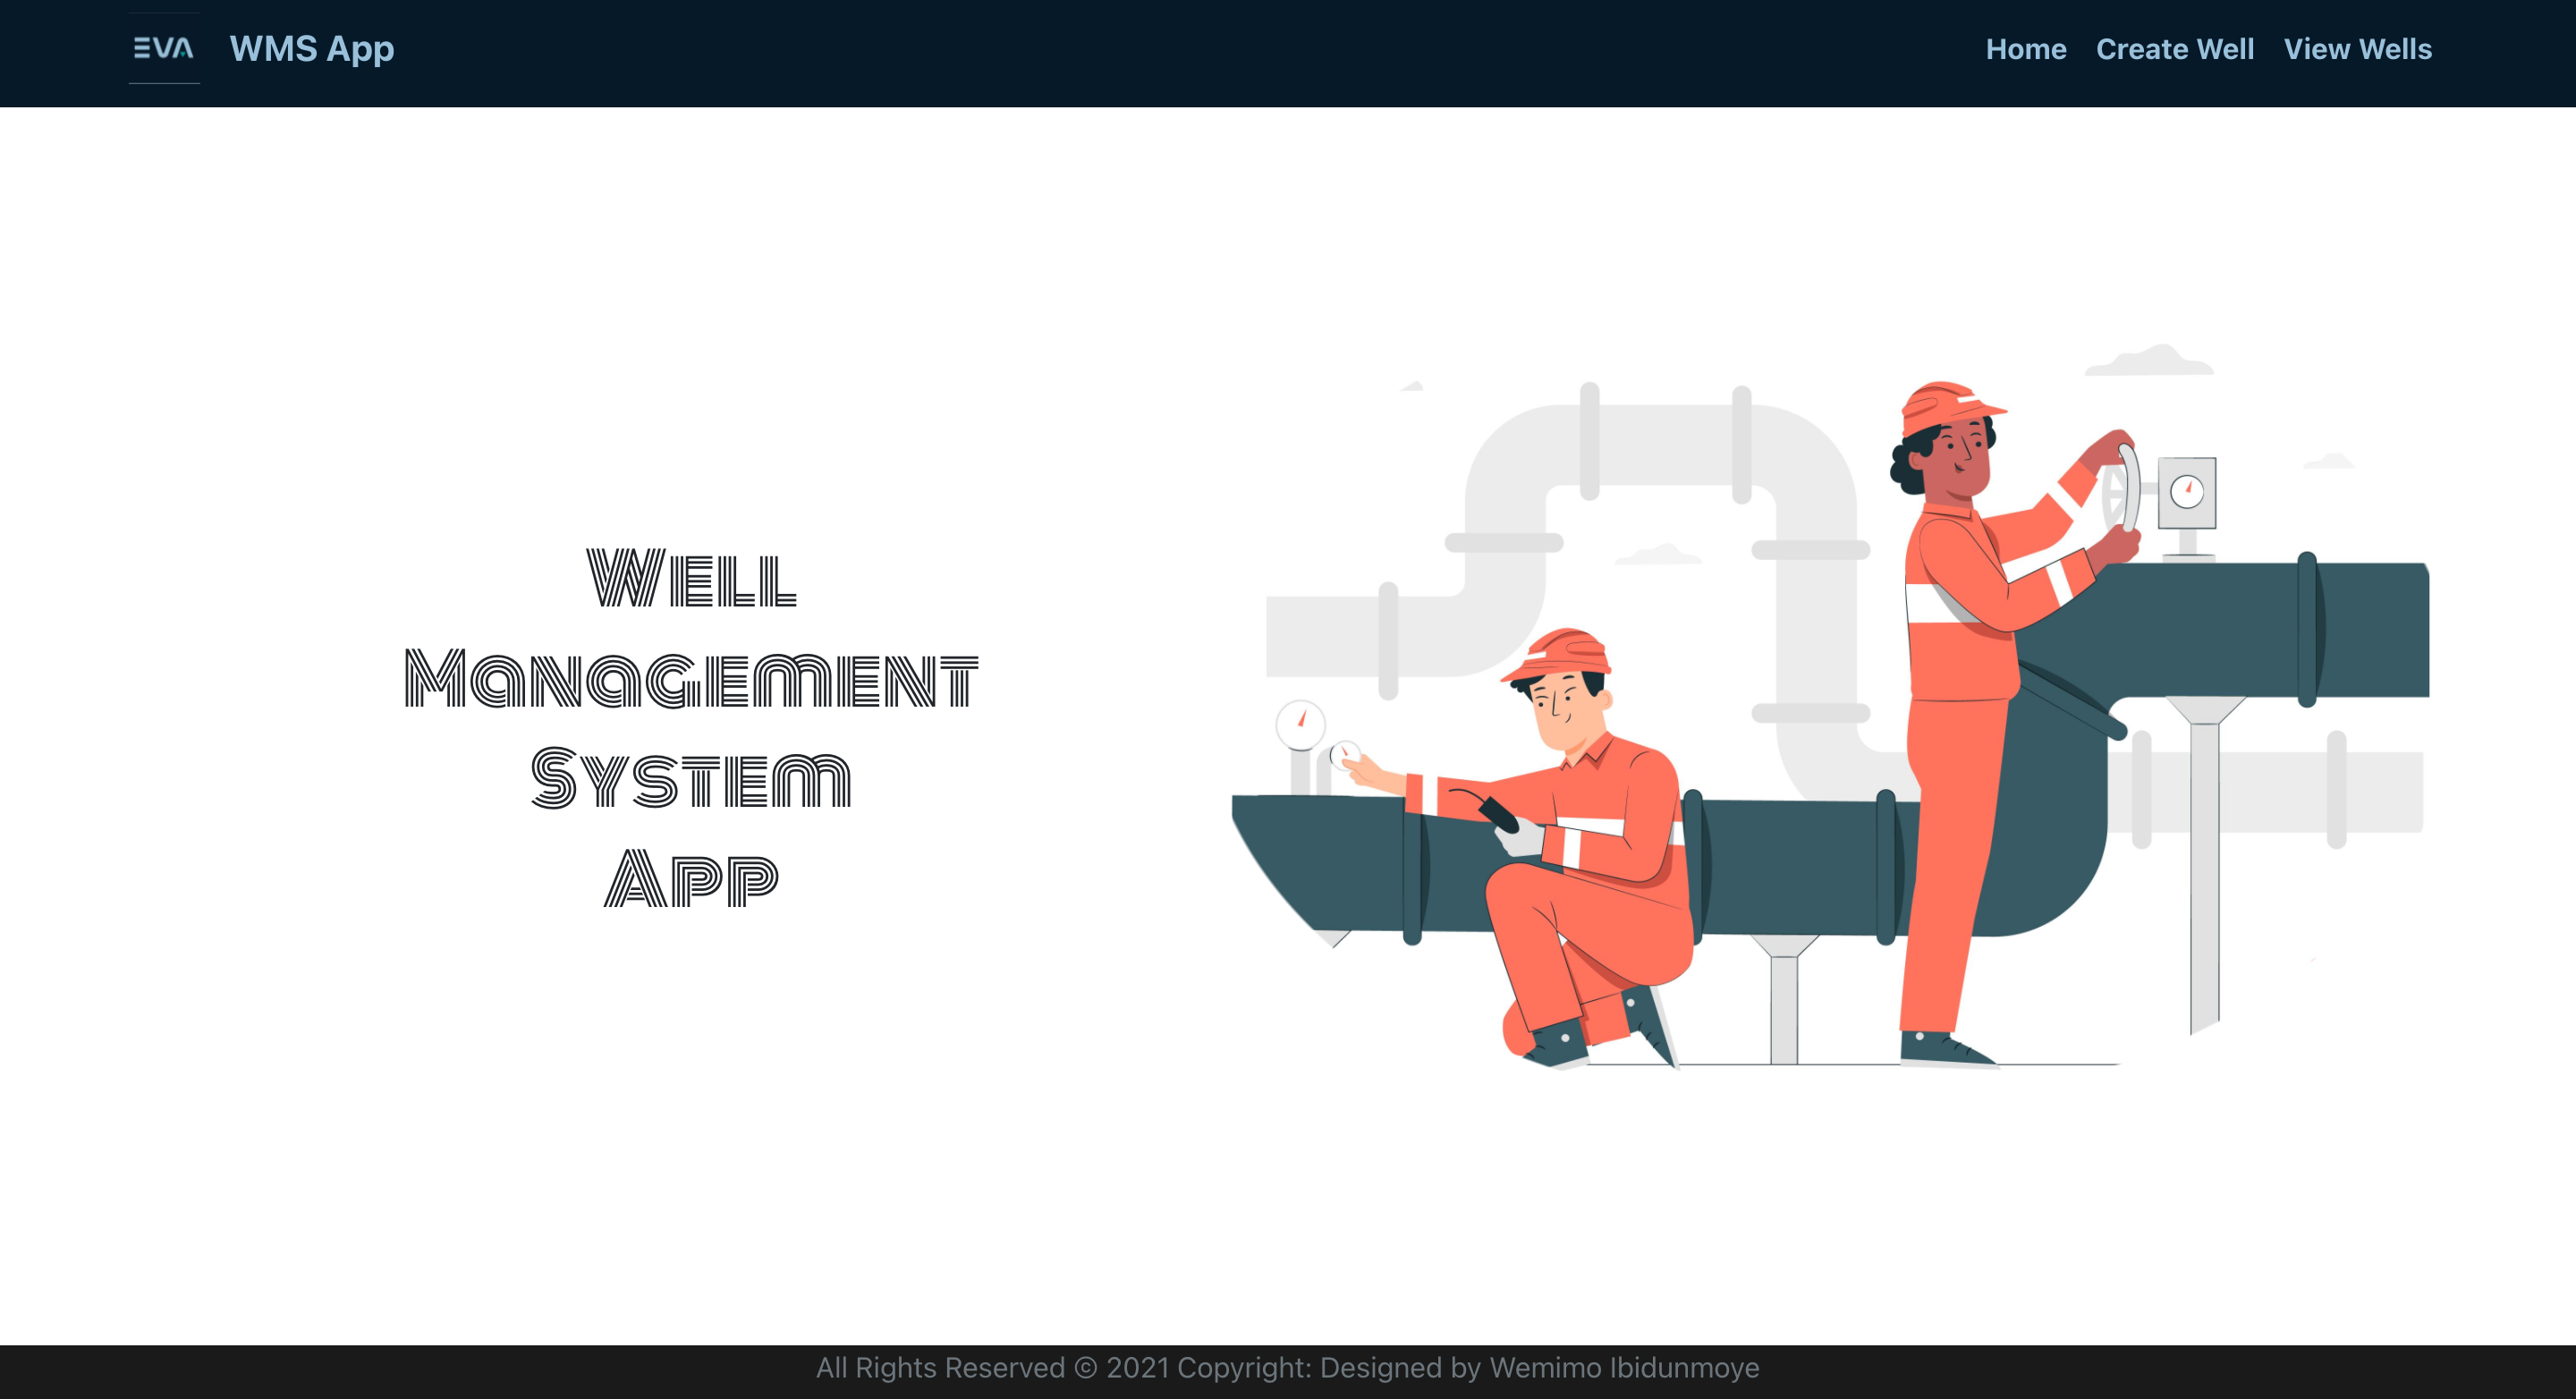 EVA WMS App
Home Create Well View Wells
Well
Management
System
App
All Rights Reserved © 2021 Copyright: Designed by Wemimo Ibidunmoye